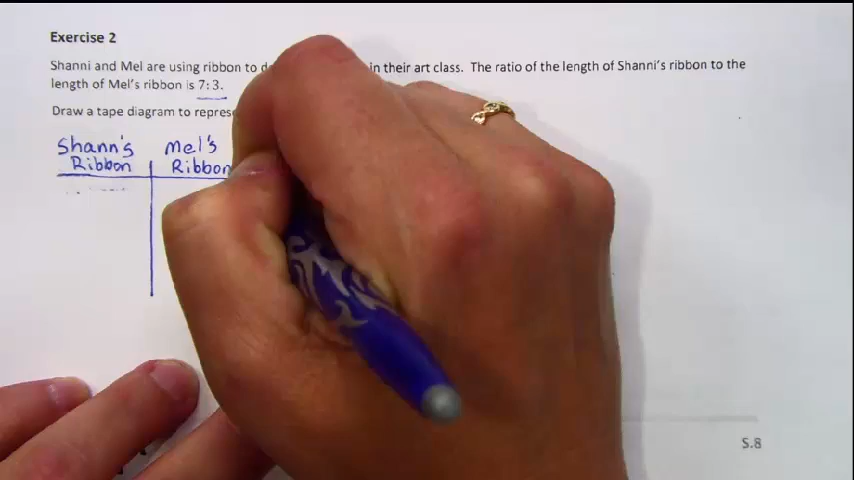 Exercise 2
Shanni and Mel are using ribbon to in their art class. The ratio of the length of Shanni's ribbon to the
length of Mel's ribbon is 7:3.
Draw a tape diagram to
Shann's Mel's
Ribbon Ribbon
S.8